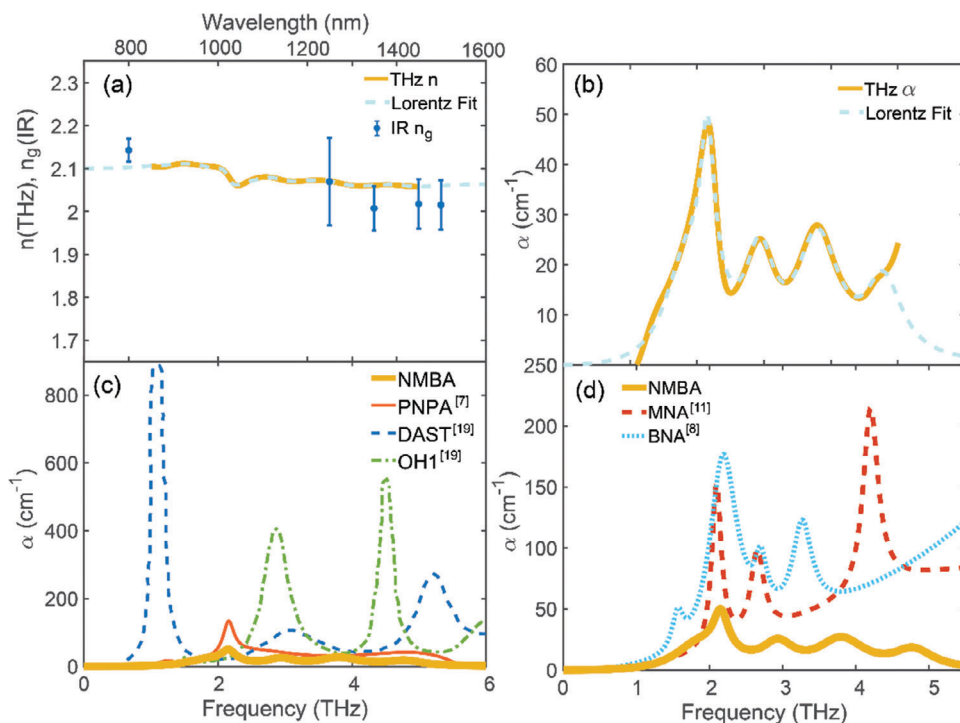 Wavelength (nm)
800 1000 1200 1400 1600
(a)
THz n
Lorentz Fit
IR ng
n(THz), ng(IR)
2.3
2.2
2.1
2
1.9
1.8
1.7
(b)
THz α
Lorentz Fit
α (cm-1)
60
50
40
30
20
10
250
(c)
NMBA
PNPA[7]
DAST[19]
OH1[19]
α (cm-1)
800
600
400
200
0
0 2 4 6
Frequency (THz)
(d)
NMBA
MNA[11]
BNA[8]
α (cm-1)
200
150
100
50
0
0 1 2 3 4 5
Frequency (THz)